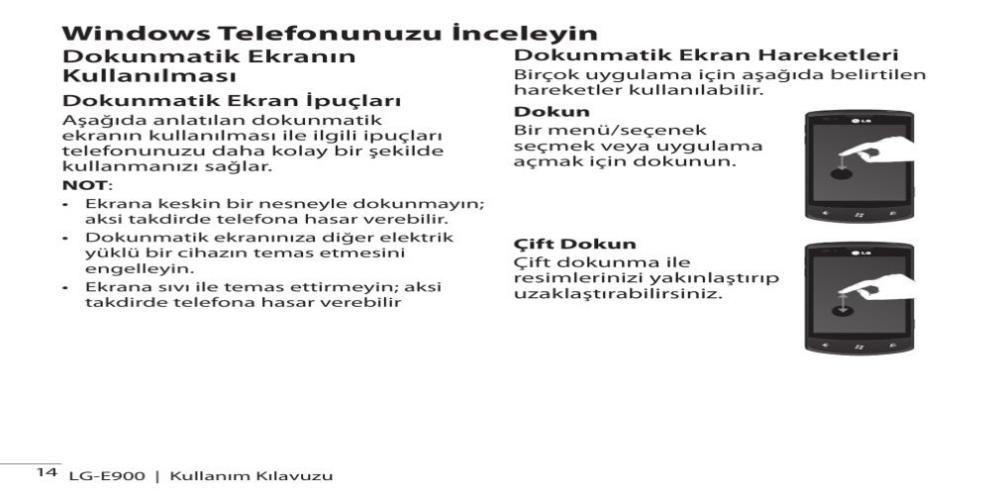 Windows Telefonunuzu İnceleyin
Dokunmatik Ekranın
Kullanılması
Dokunmatik Ekran İpuçları
Aşağıda anlatılan dokunmatik
ekranın kullanılması ile ilgili ipuçları
telefonunuzu daha kolay bir şekilde
kullanmanızı sağlar.
NOT:
• Ekrana keskin bir nesneyle dokunmayın;
aksi takdirde telefona hasar verebilir.
• Dokunmatik ekranınıza diğer elektrik
yüklü bir cihazın temas etmesini
engelleyin.
• Ekrana sıvı ile temas ettirmeyin; aksi
takdirde telefona hasar verebilir
Dokunmatik Ekran Hareketleri
Birçok uygulama için aşağıda belirtilen
hareketler kullanılabilir.
Dokun
Bir menü/seçenek
seçmek veya uygulama
açmak için dokunun.
LG
Çift Dokun
Çift dokunma ile
resimlerinizi yakınlaştırıp
uzaklaştırabilirsiniz.
LG
14 LG-E900 | Kullanım Kılavuzu